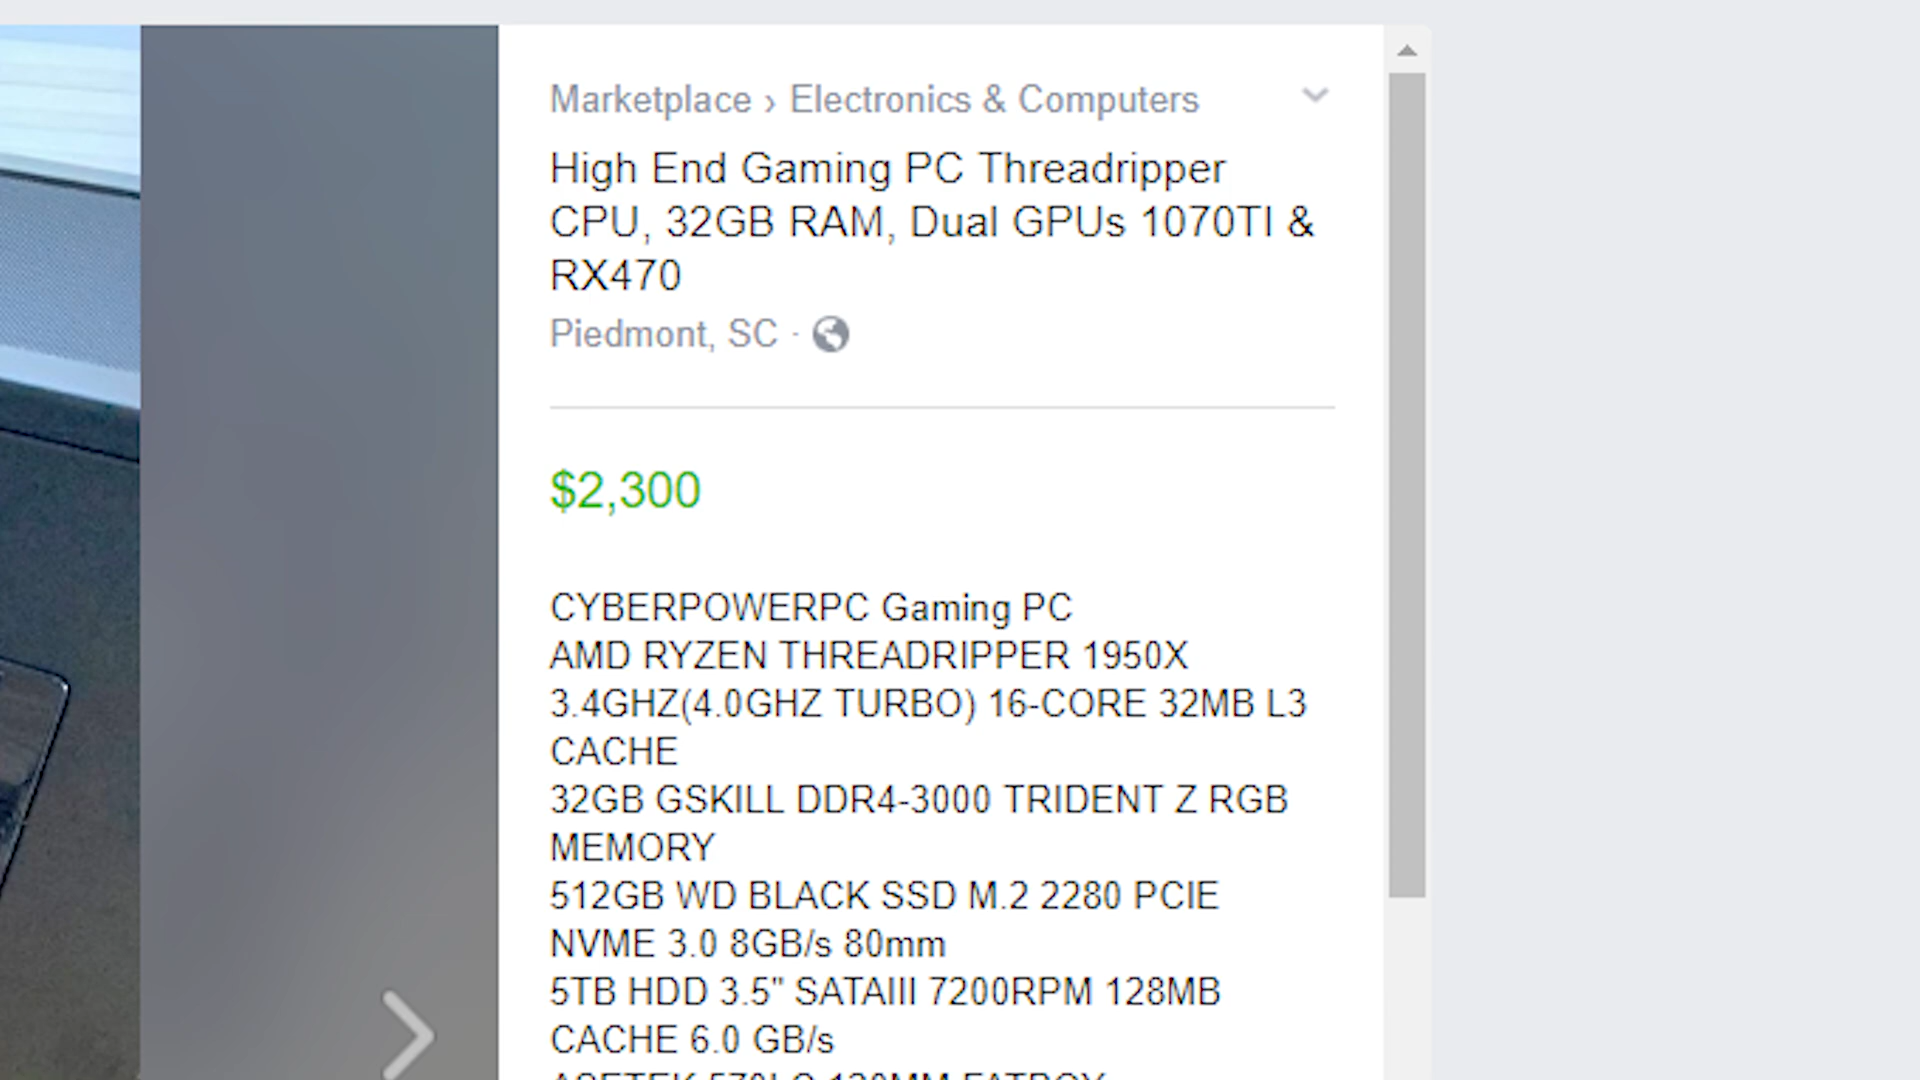 Marketplace › Electronics & Computers
High End Gaming PC Threadripper
CPU, 32GB RAM, Dual GPUs 1070TI &
RX470
Piedmont, SC ·
$2,300
CYBERPOWERPC Gaming PC
AMD RYZEN THREADRIPPER 1950X
3.4GHZ(4.0GHZ TURBO) 16-CORE 32MB L3
CACHE
32GB GSKILL DDR4-3000 TRIDENT Z RGB
MEMORY
512GB WD BLACK SSD M.2 2280 PCIE
NVME 3.0 8GB/s 80mm
5TB HDD 3.5" SATAIII 7200RPM 128MB
CACHE 6.0 GB/s